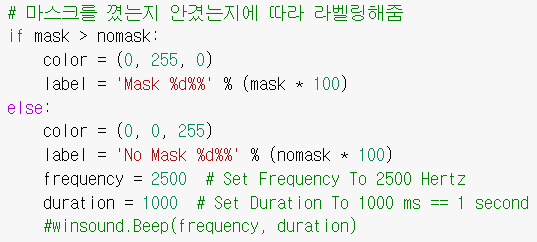 # 마스크를 꼈는지 안꼈는지에 따라 라벨링해줌
if mask > nomask:
    color = (0, 255, 0)
    label = 'Mask %d%%' % (mask * 100)
else:
    color = (0, 0, 255)
    label = 'No Mask %d%%' % (nomask * 100)
    frequency = 2500  # Set Frequency To 2500 Hertz
    duration = 1000  # Set Duration To 1000 ms == 1 second
    #winsound.Beep(frequency, duration)